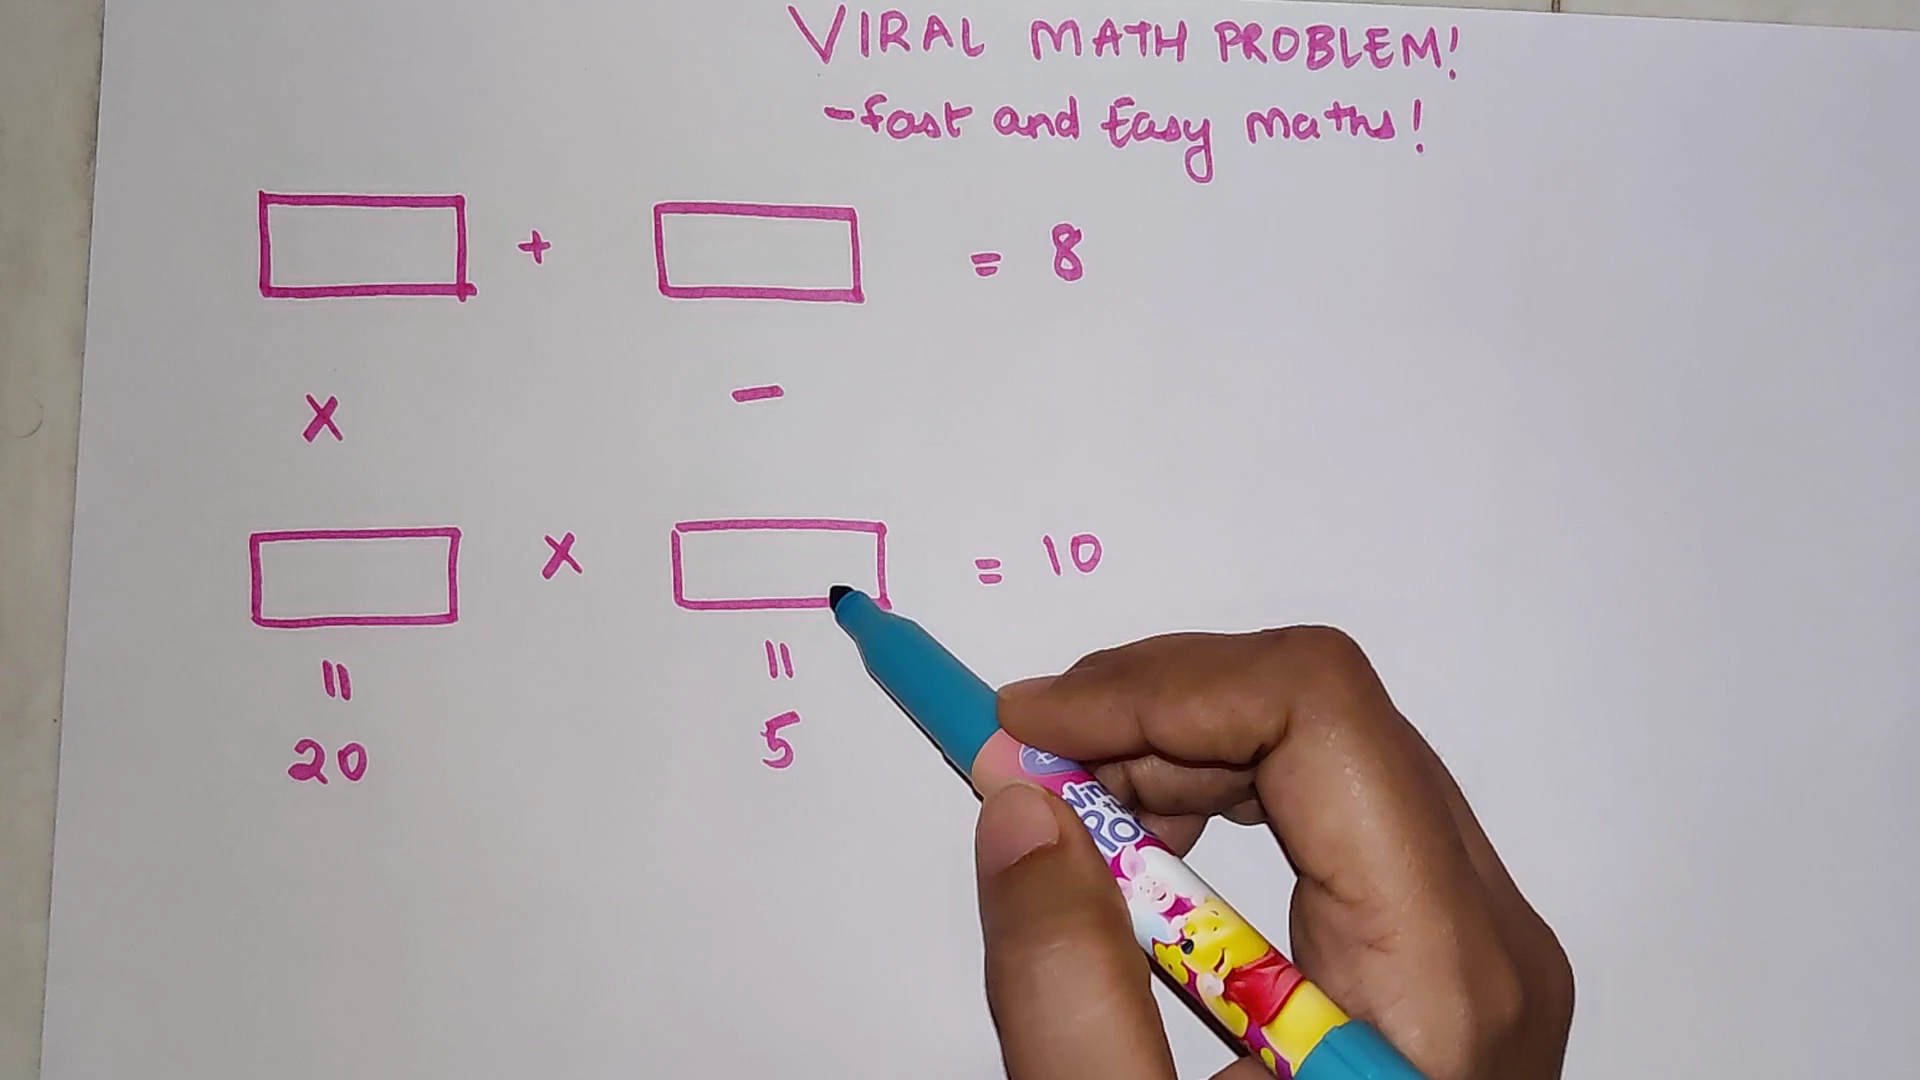 VIRAL MATH PROBLEM!
-fast and Easy maths!
+ = 8
x -
x = 10
= =
20 5